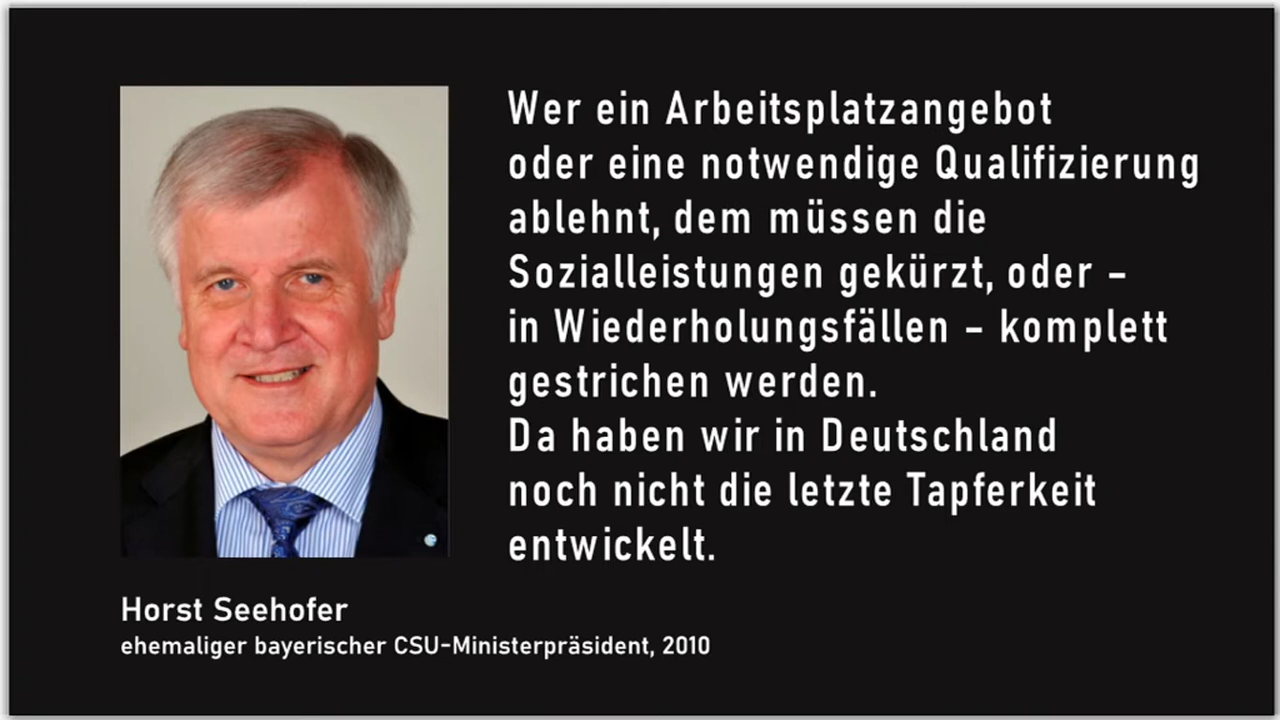 Wer ein Arbeitsplatzangebot
oder eine notwendige Qualifizierung
ablehnt, dem müssen die
Sozialleistungen gekürzt, oder –
in Wiederholungsfällen – komplett
gestrichen werden.
Da haben wir in Deutschland
noch nicht die letzte Tapferkeit
entwickelt.
Horst Seehofer
ehemaliger bayerischer CSU-Ministerpräsident, 2010